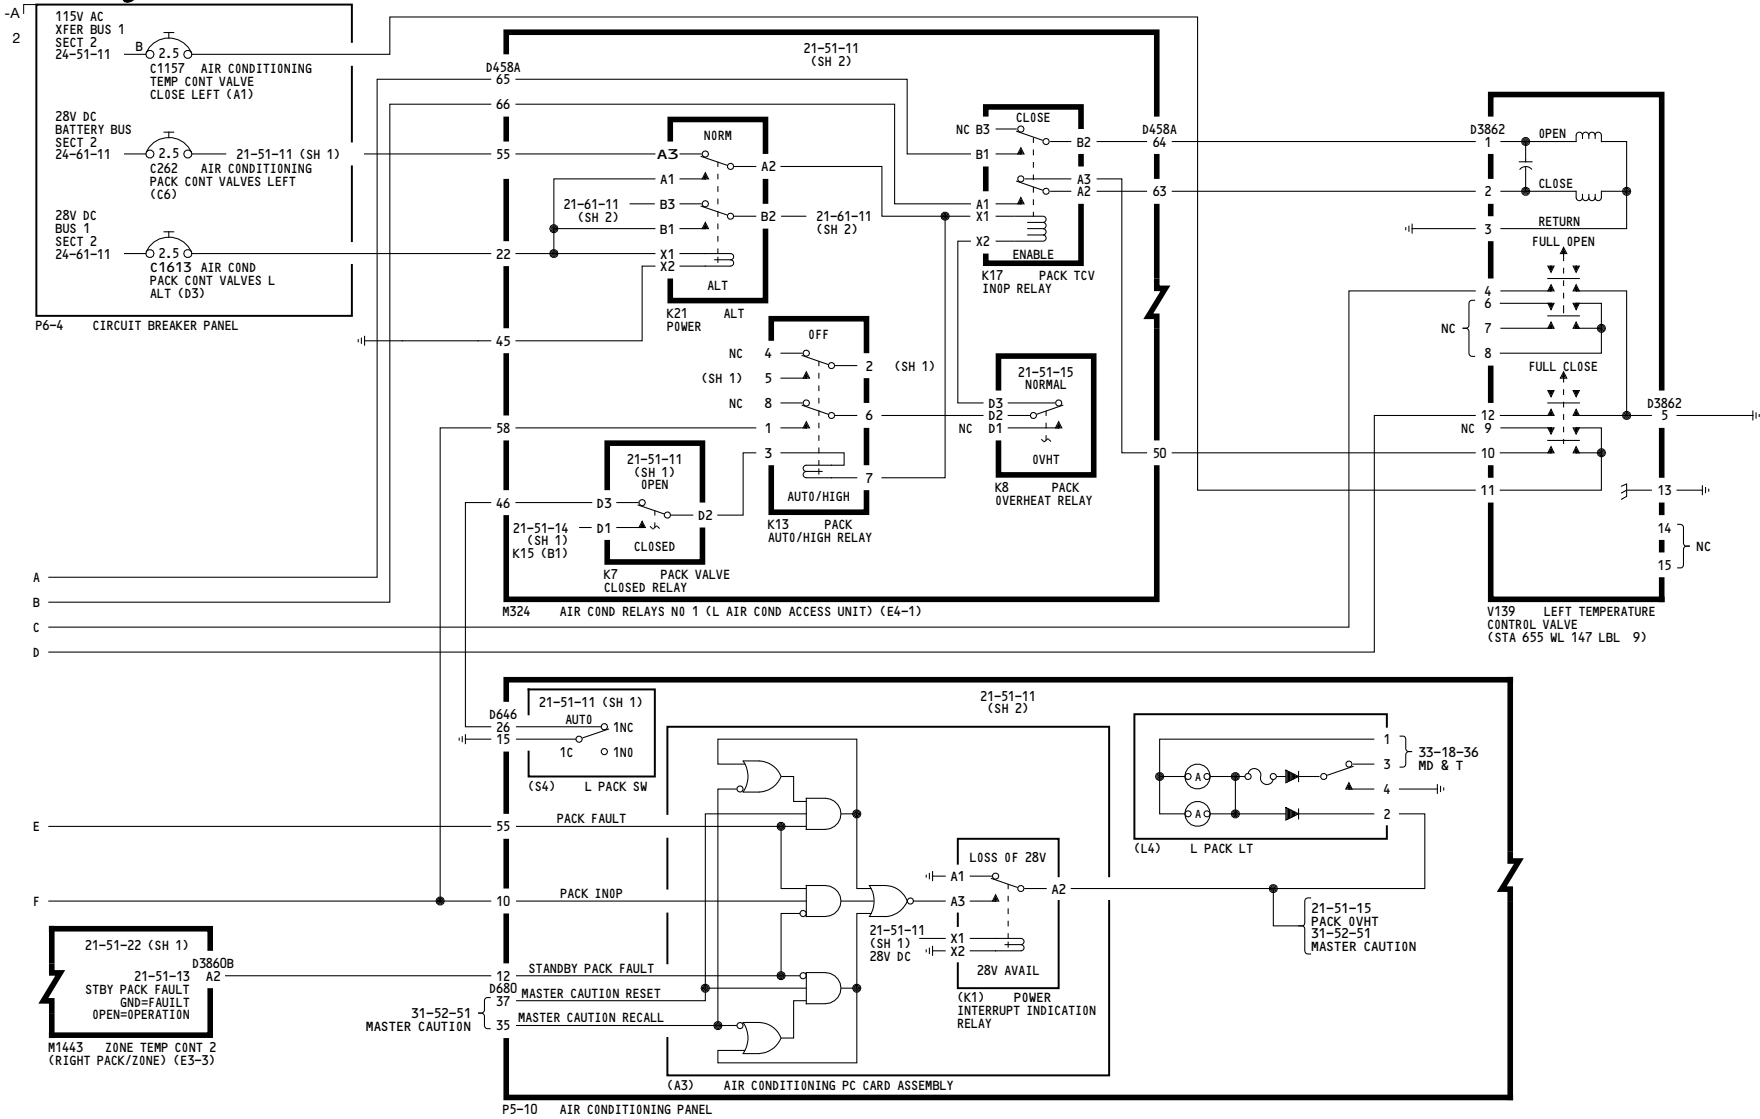 -A
2
115V AC
XFER BUS 1
SECT 2
24-51-11
B
2.5
C1157 AIR CONDITIONING
TEMP CONT VALVE
CLOSE LEFT (A1)
28V DC
BATTERY BUS
SECT 2
24-61-11
2.5
21-51-11 (SH 1)
C262 AIR CONDITIONING
PACK CONT VALVES LEFT
(C6)
28V DC
BUS 1
SECT 2
24-61-11
2.5
C1613 AIR COND
PACK CONT VALVES L
ALT (D3)
P6-4 CIRCUIT BREAKER PANEL
21-51-11
(SH 2)
D458A
65
66
55
22
45
58
46
NORM
A3
A2
A1
21-61-11
(SH 2)
B3
B2
21-61-11
(SH 2)
B1
X1
X2
ALT
K21 ALT
POWER
CLOSE
NC B3
B2
B1
A3
A2
A1
X1
X2
ENABLE
K17 PACK TCV
INOP RELAY
D458A
64
63
50
OFF
NC 4
2 (SH 1)
(SH 1) 5
NC 8
6
1
3
7
AUTO/HIGH
K13 PACK
AUTO/HIGH RELAY
21-51-15
NORMAL
D3
D2
NC D1
OVHT
K8 PACK
OVERHEAT RELAY
21-51-11
(SH 1)
OPEN
D3
D2
21-51-14
(SH 1)
K15 (B1)
D1
CLOSED
K7 PACK VALVE
CLOSED RELAY
M324 AIR COND RELAYS NO 1 (L AIR COND ACCESS UNIT) (E4-1)
D3862
1
OPEN
2
CLOSE
3
RETURN
FULL OPEN
4
6
NC
7
8
FULL CLOSE
12
D3862
5
NC 9
10
11
13
14
NC
15
V139 LEFT TEMPERATURE
CONTROL VALVE
(STA 655 WL 147 LBL 9)
A
B
C
D
E
F
21-51-11
(SH 2)
D646
26
15
21-51-11 (SH 1)
AUTO
1NC
1C
1NO
(S4) L PACK SW
55
PACK FAULT
10
PACK INOP
12
STANDBY PACK FAULT
D680
37
MASTER CAUTION RESET
31-52-51
MASTER CAUTION
35
MASTER CAUTION RECALL
LOSS OF 28V
A1
A2
A3
21-51-11
(SH 1)
28V DC
X1
X2
28V AVAIL
(K1) POWER
INTERRUPT INDICATION
RELAY
(A3) AIR CONDITIONING PC CARD ASSEMBLY
1
3
33-18-36
MD & T
A
4
A
2
(L4) L PACK LT
21-51-15
PACK OVHT
31-52-51
MASTER CAUTION
21-51-22 (SH 1)
D3860B
21-51-13
A2
STBY PACK FAULT
GND=FAUILT
OPEN=OPERATION
M1443 ZONE TEMP CONT 2
(RIGHT PACK/ZONE) (E3-3)
P5-10 AIR CONDITIONING PANEL